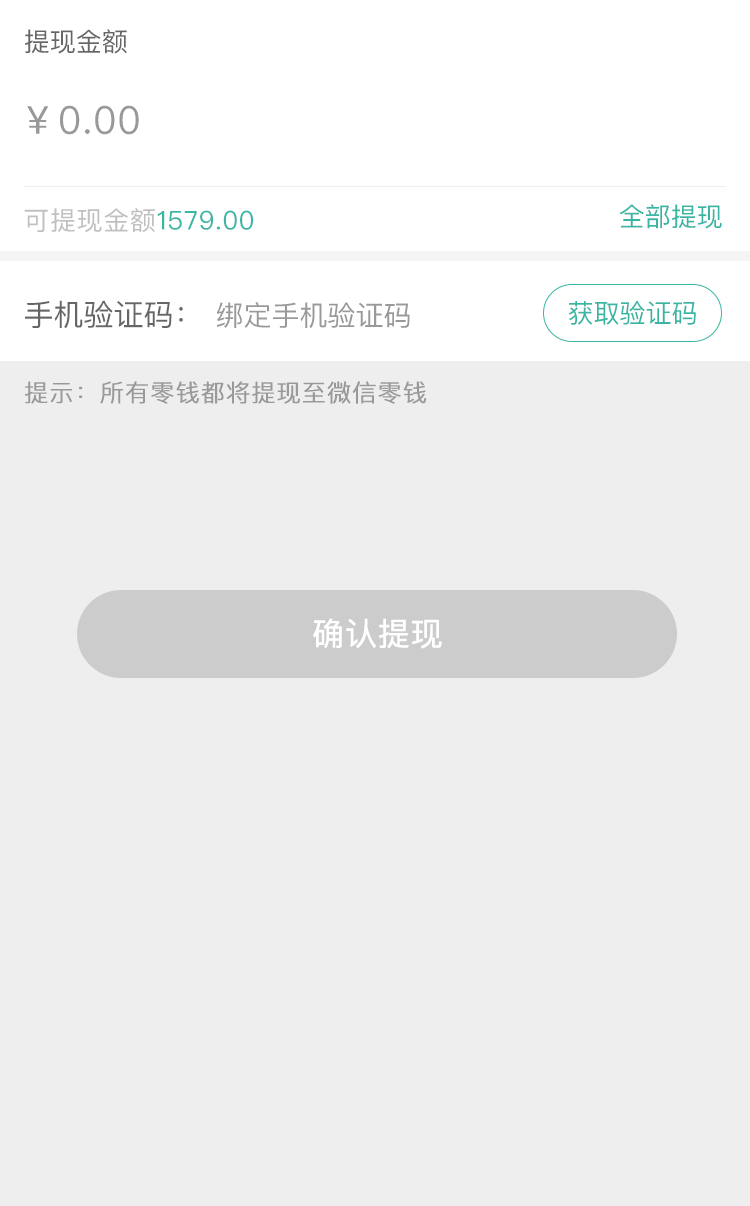 提现金额
¥ 0.00
可提现金额1579.00 全部提现
手机验证码： 绑定手机验证码 获取验证码
提示：所有零钱都将提现至微信零钱
确认提现